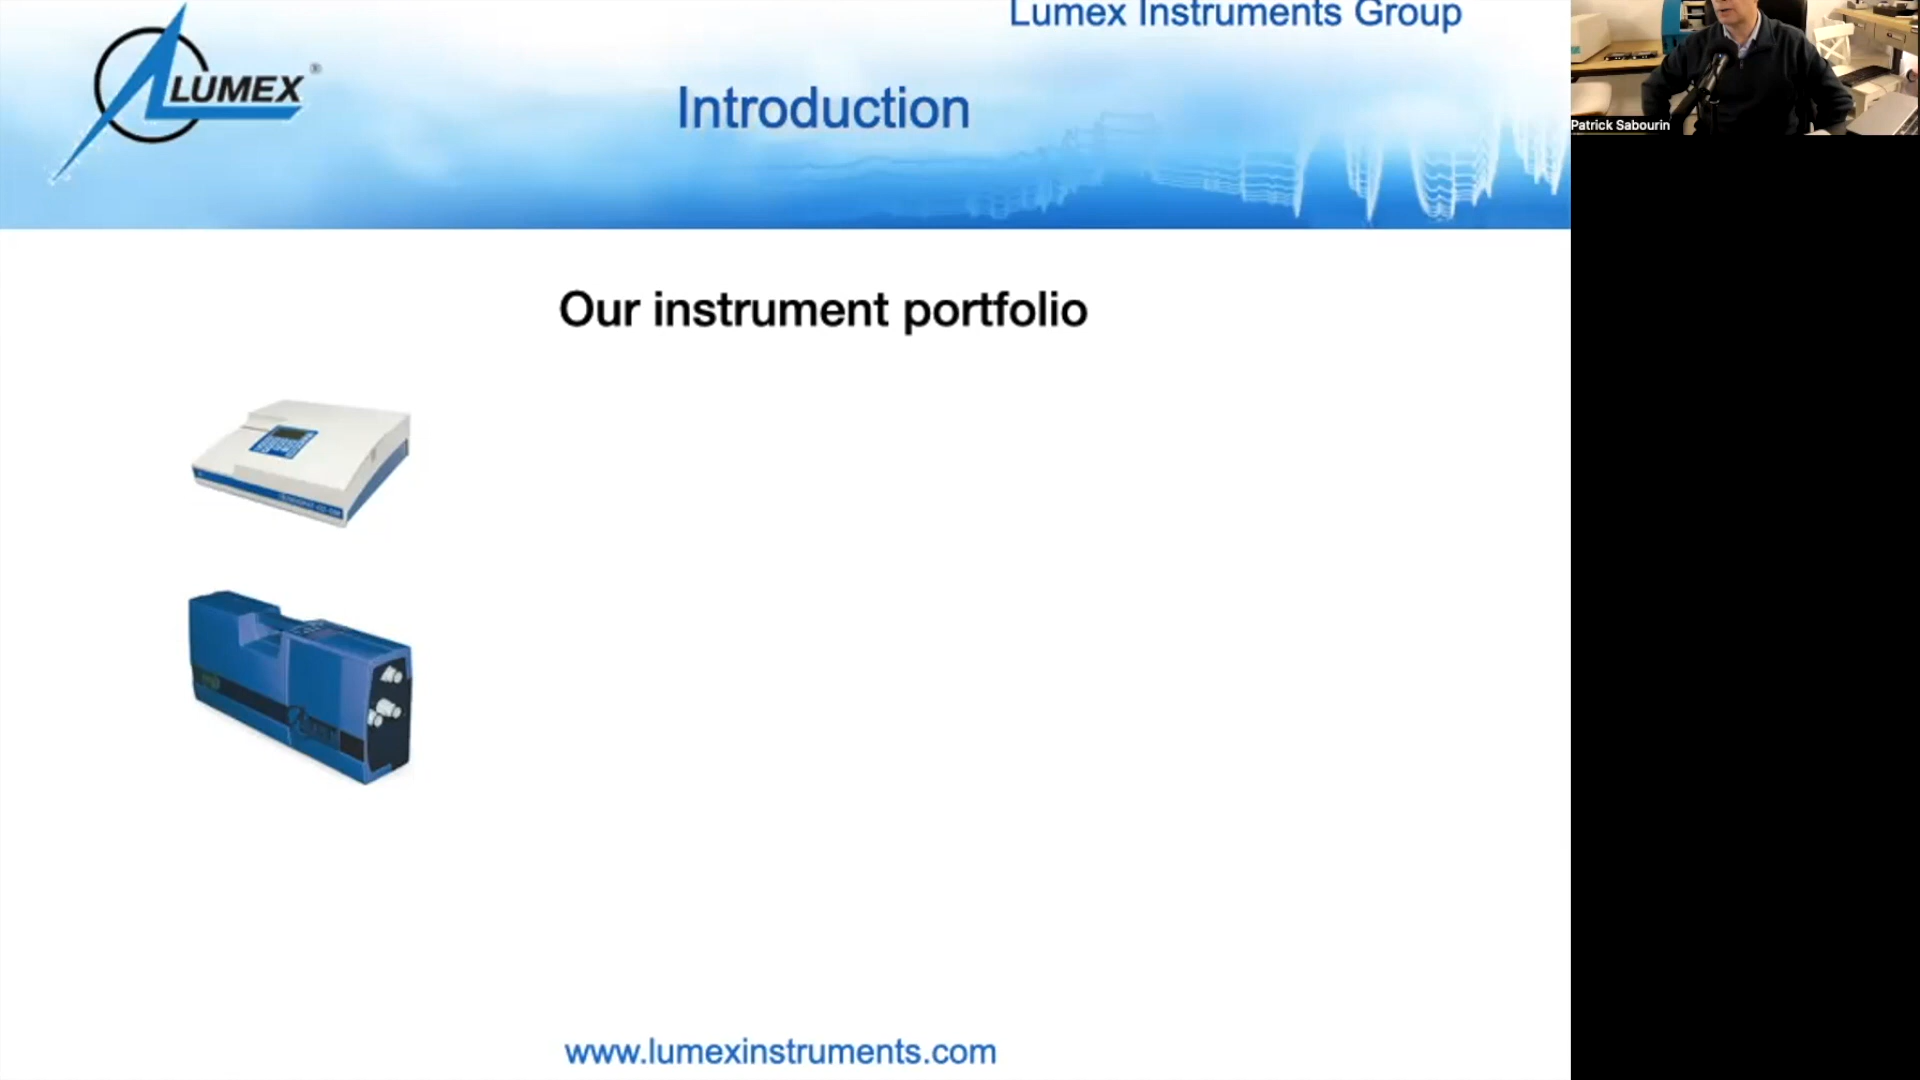 Lumex Instruments Group
LUMEX®
Introduction
Patrick Sabourin
Our instrument portfolio
www.lumexinstruments.com